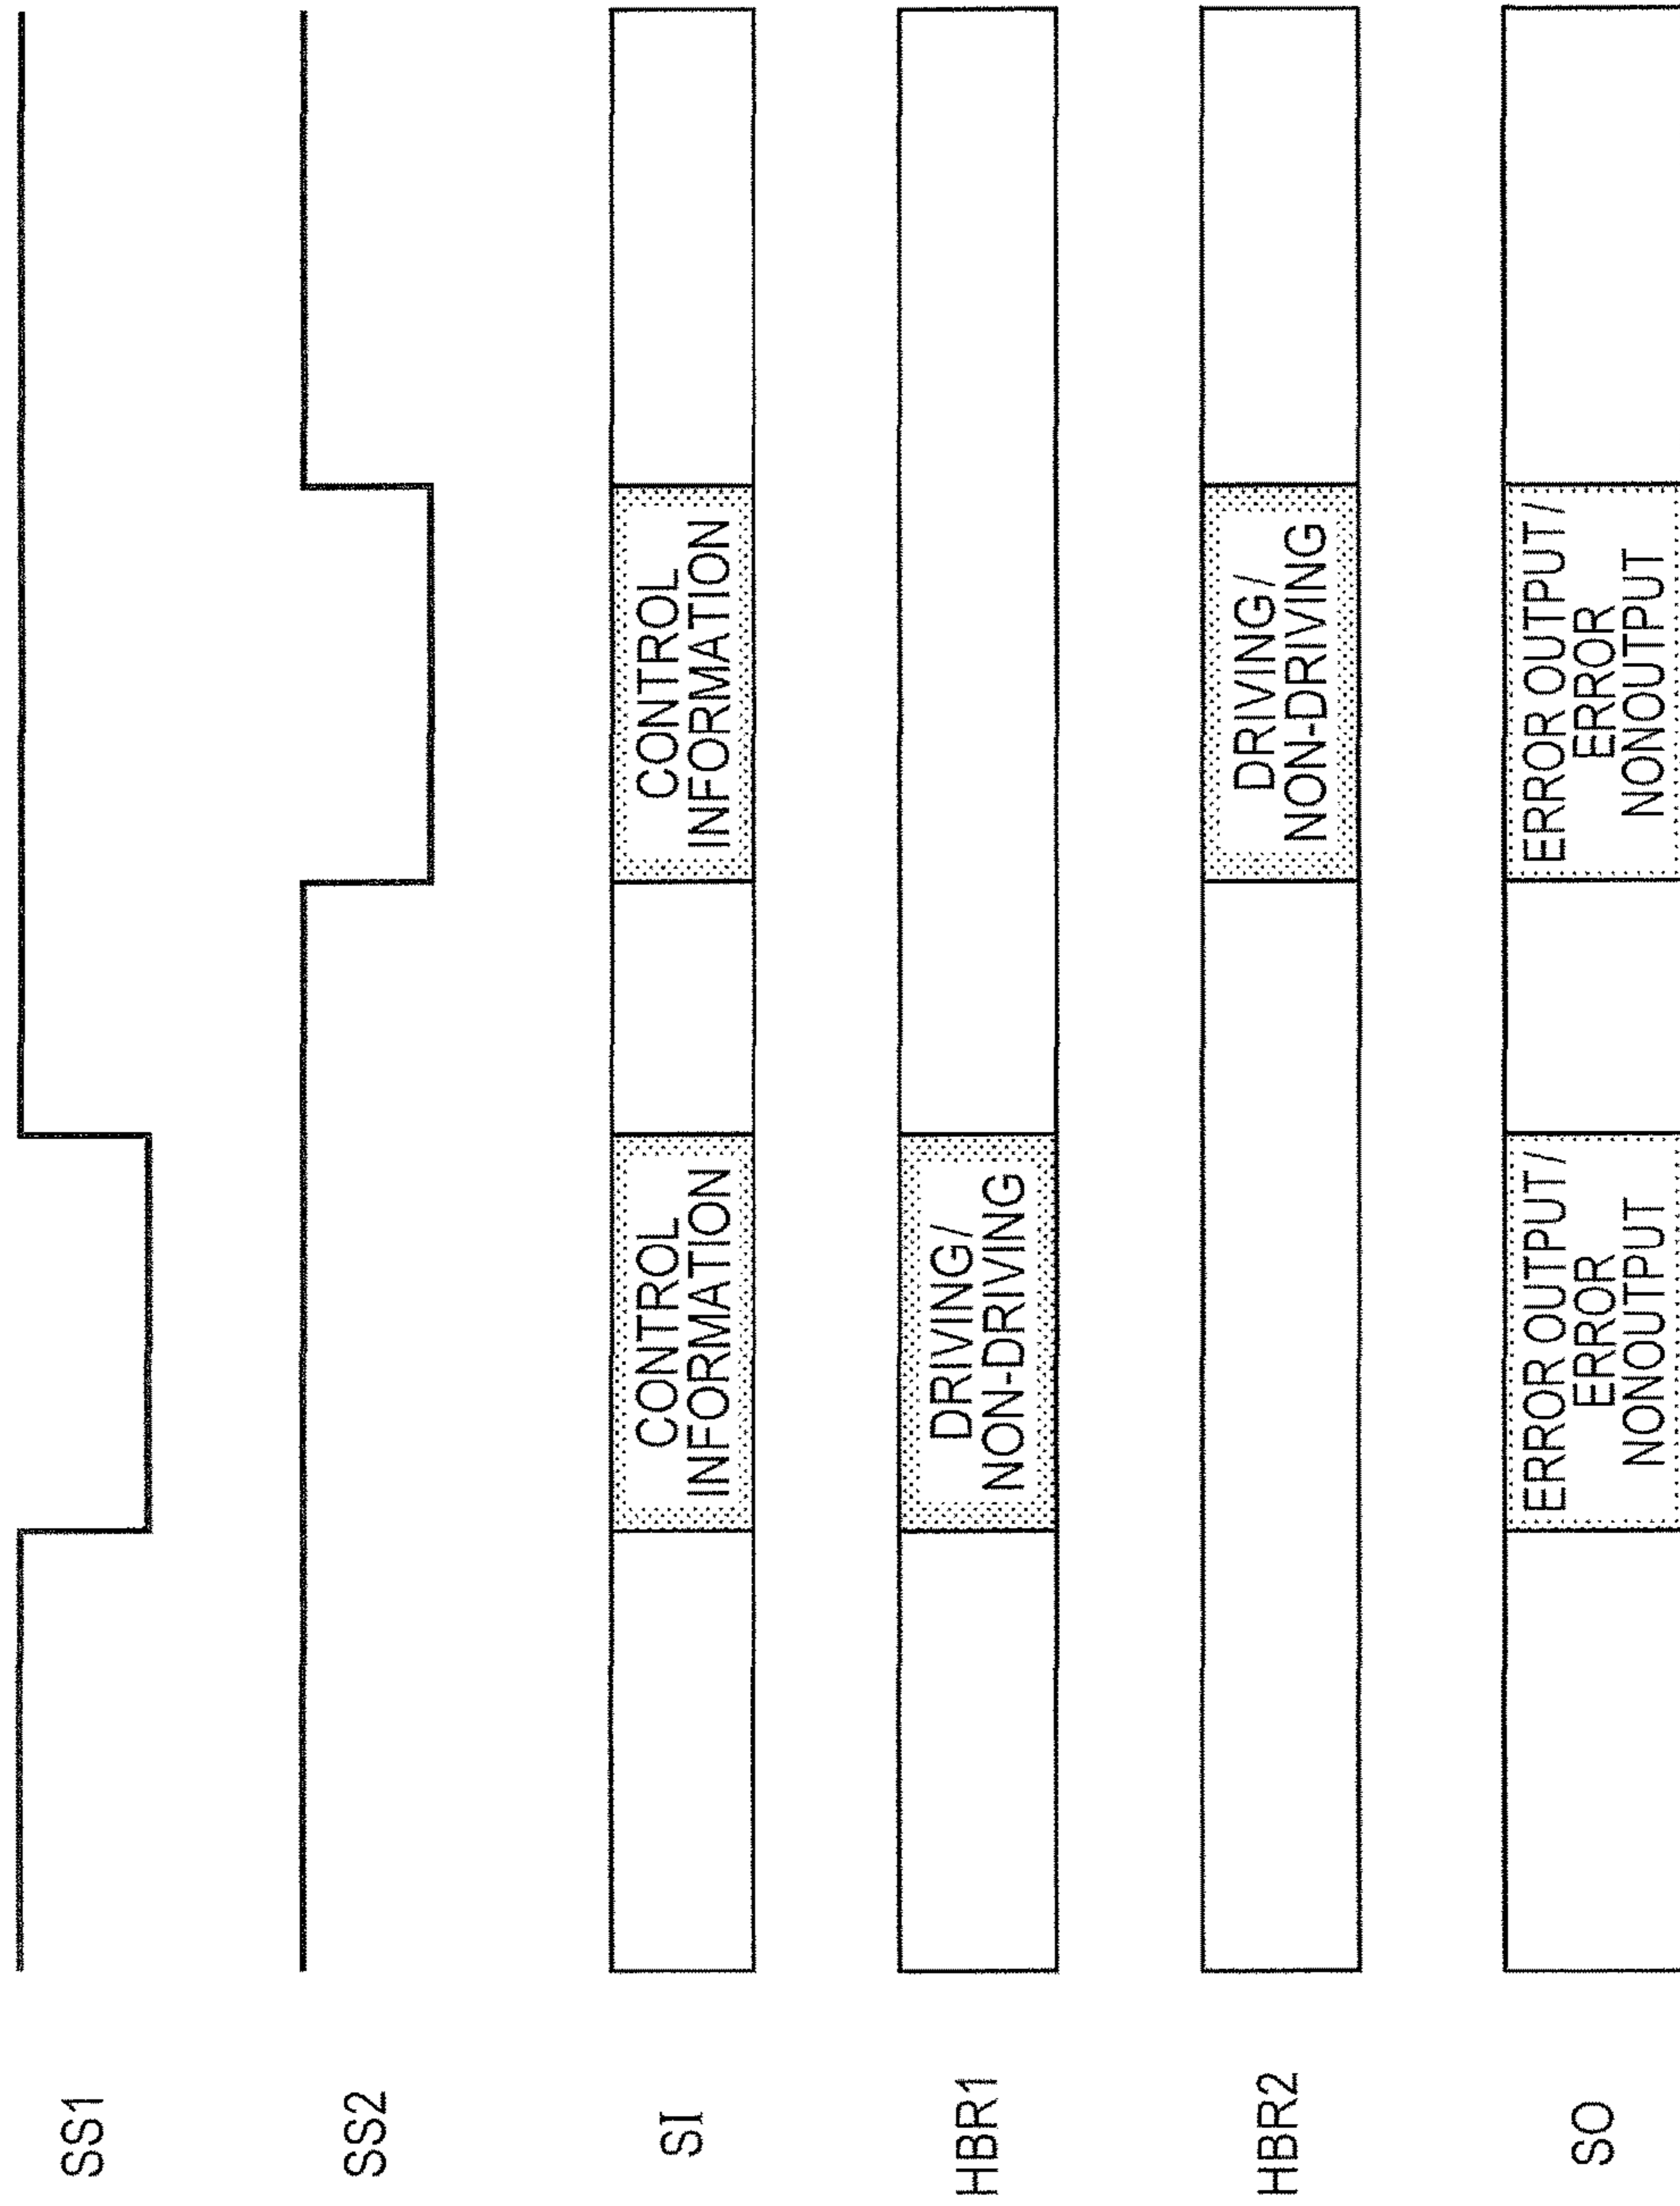 SS1
SS2
SI
CONTROL
INFORMATION
CONTROL
INFORMATION
HBR1
DRIVING/
NON-DRIVING
HBR2
DRIVING/
NON-DRIVING
SO
ERROR OUTPUT/
ERROR
NONOUTPUT
ERROR OUTPUT/
ERROR
NONOUTPUT